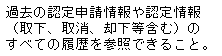 過去の認定申請情報や認定情報
（取下、取消、却下等含む）の
すべての履歴を参照できること。